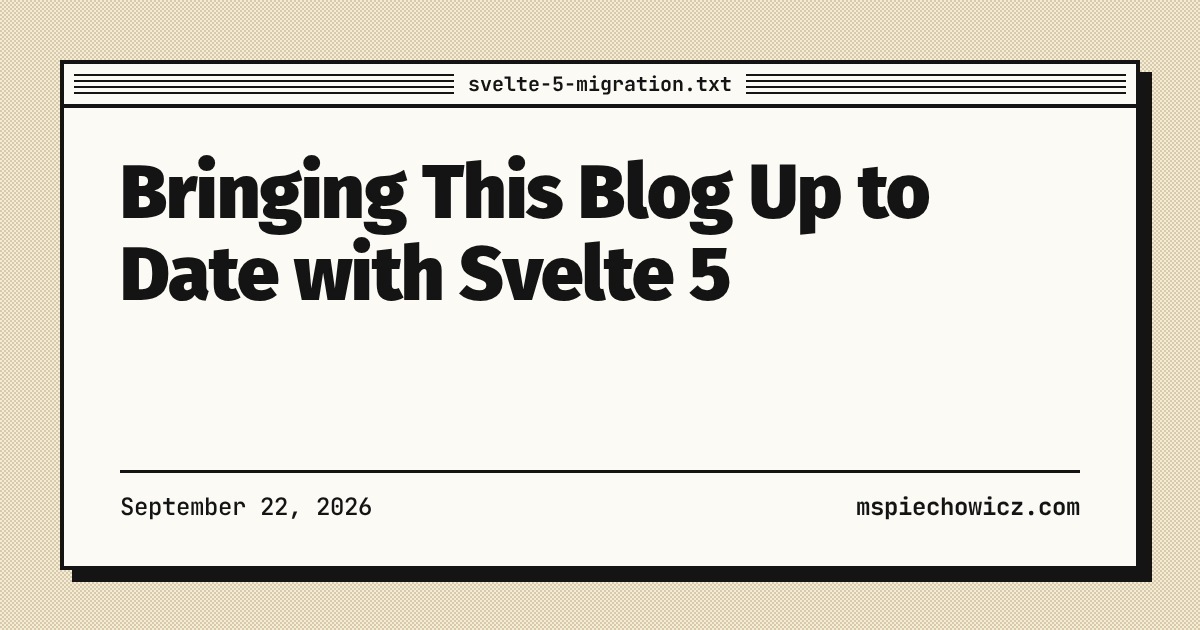 svelte-5-migration.txt
Bringing This Blog Up to
Date with Svelte 5
September 22, 2026
mspiechowicz.com